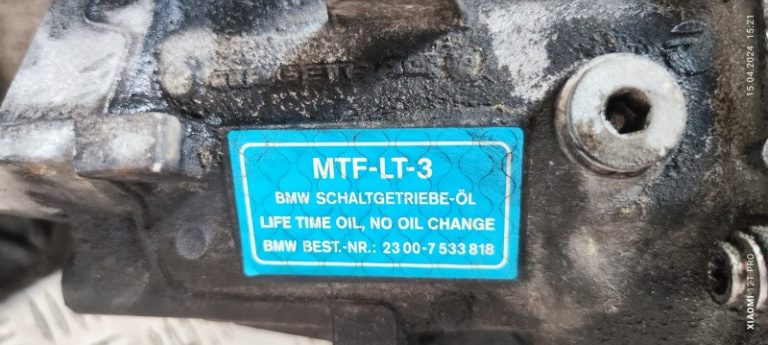 GETRAG
MTF-LT-3
BMW SCHALTGETRIEBE-ÖL
LIFE TIME OIL, NO OIL CHANGE
BMW BEST.-NR.: 23 00-7 533 818
15.04.2024 15:21
XIAOMI 12T PRO